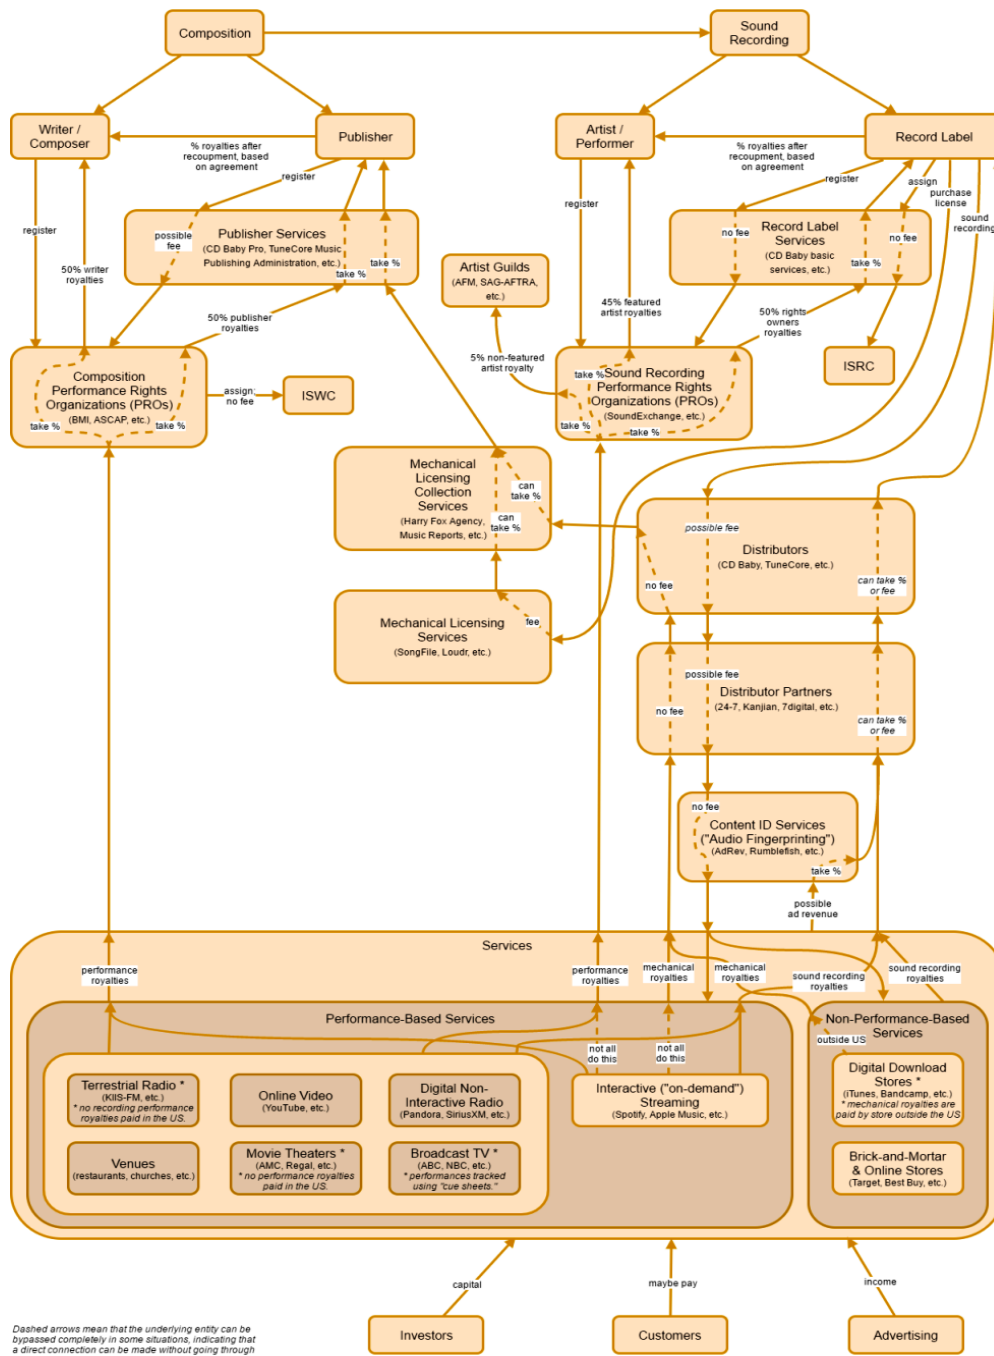 Composition
Sound
Recording
Writer /
Composer
Publisher
Artist /
Performer
Record Label
% royalties after
recoupment, based
on agreement
% royalties after
recoupment, based
on agreement
register
register
assign
purchase
license
sound
recording
register
register
Publisher Services
(CD Baby Pro, TuneCore Music
Publishing Administration, etc.)
possible
fee
take %
take %
Record Label
Services
(CD Baby basic
services, etc.)
no fee
take %
no fee
Artist Guilds
(AFM, SAG-AFTRA,
etc.)
50% writer
royalties
50% publisher
royalties
45% featured
artist royalties
50% rights
owners
royalties
5% non-featured
artist royalty
Composition
Performance Rights
Organizations (PROs)
(BMI, ASCAP, etc.)
take %
take %
assign;
no fee
ISWC
Sound Recording
Performance Rights
Organizations (PROs)
(SoundExchange, etc.)
take %
take %
take %
ISRC
Mechanical
Licensing
Collection
Services
(Harry Fox Agency,
Music Reports, etc.)
can
take %
can
take %
Distributors
(CD Baby, TuneCore, etc.)
possible fee
no fee
can take %
or fee
Mechanical Licensing
Services
(SongFile, Loudr, etc.)
fee
Distributor Partners
(24-7, Kanjian, 7digital, etc.)
possible fee
no fee
can take %
or fee
Content ID Services
("Audio Fingerprinting")
(AdRev, Rumblefish, etc.)
no fee
take %
possible
ad revenue
Services
performance
royalties
performance
royalties
mechanical
royalties
mechanical
royalties
sound recording
royalties
sound recording
royalties
Performance-Based Services
Non-Performance-Based
Services
not all
do this
not all
do this
outside US
Terrestrial Radio *
(KIIS-FM, etc.)
* no recording performance
royalties paid in the US.
Online Video
(YouTube, etc.)
Digital Non-
Interactive Radio
(Pandora, SiriusXM, etc.)
Interactive ("on-demand")
Streaming
(Spotify, Apple Music, etc.)
Digital Download
Stores *
(iTunes, Bandcamp, etc.)
* mechanical royalties are
paid by store outside the US
Venues
(restaurants, churches, etc.)
Movie Theaters *
(AMC, Regal, etc.)
* no performance royalties
paid in the US.
Broadcast TV *
(ABC, NBC, etc.)
* performances tracked
using "cue sheets."
Brick-and-Mortar
& Online Stores
(Target, Best Buy, etc.)
capital
maybe pay
income
Investors
Customers
Advertising
Dashed arrows mean that the underlying entity can be
bypassed completely in some situations, indicating that
a direct connection can be made without going through